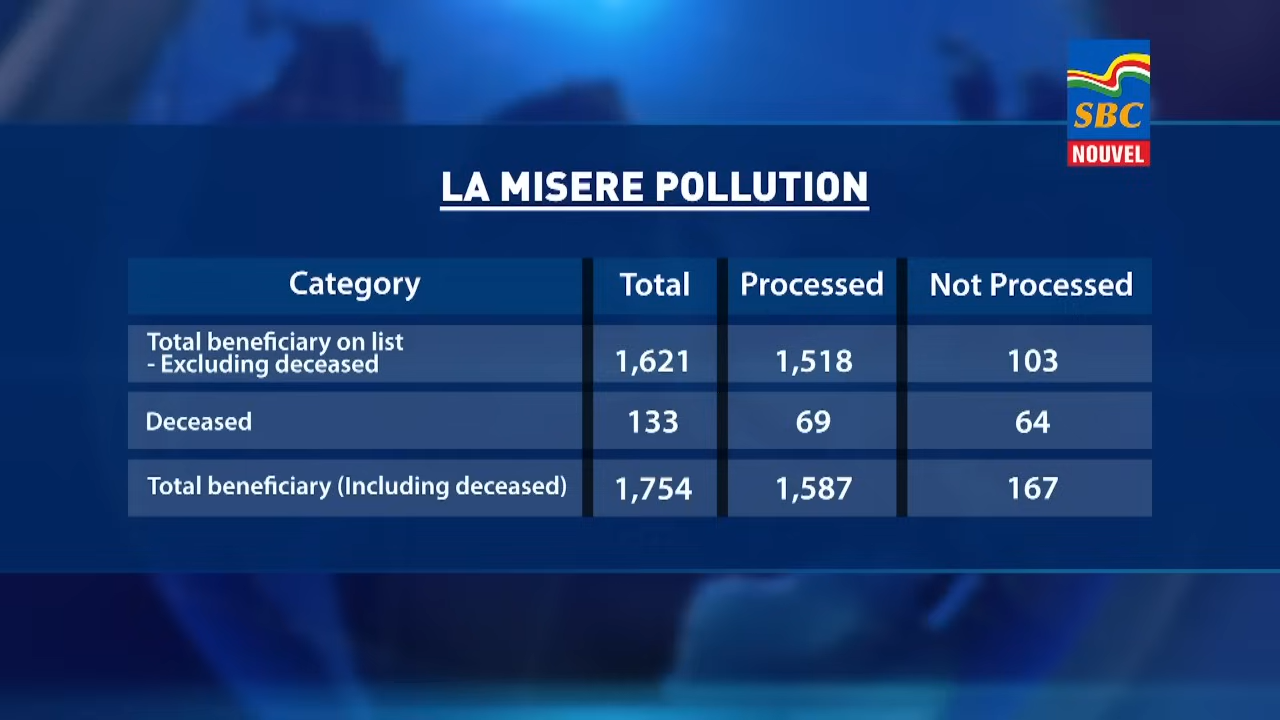 SBC
NOUVEL
LA MISERE POLLUTION
Category Total Processed Not Processed
Total beneficiary on list
- Excluding deceased 1,621 1,518 103
Deceased 133 69 64
Total beneficiary (Including deceased) 1,754 1,587 167